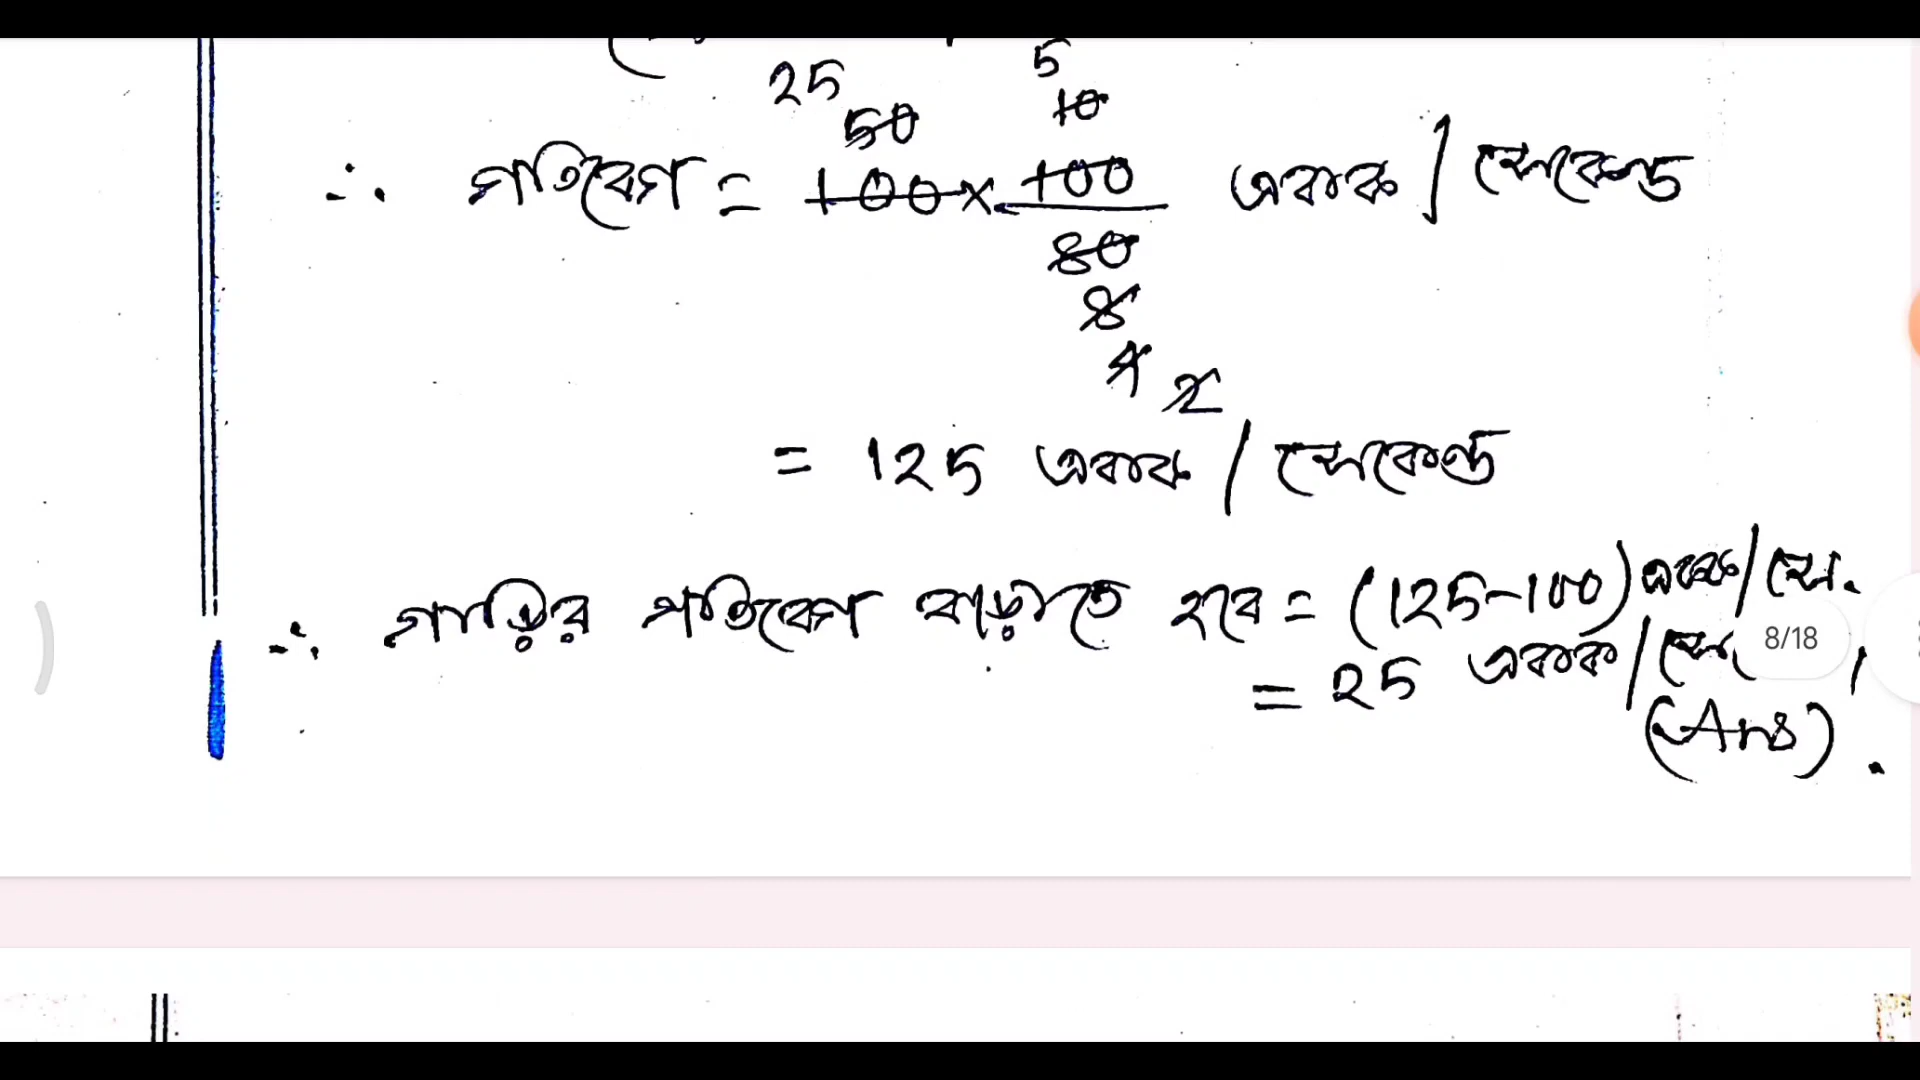 25 5
50 10
∴ গতিবেগ = 100 × 100 একক / সেকেন্ড
80
8
4 2
= 125 একক / সেকেন্ড
∴ গাড়ির গতিবেগ বাড়াতে হবে = (125-100) একক/সে.
= 25 একক/সে 8/18
(Ans).